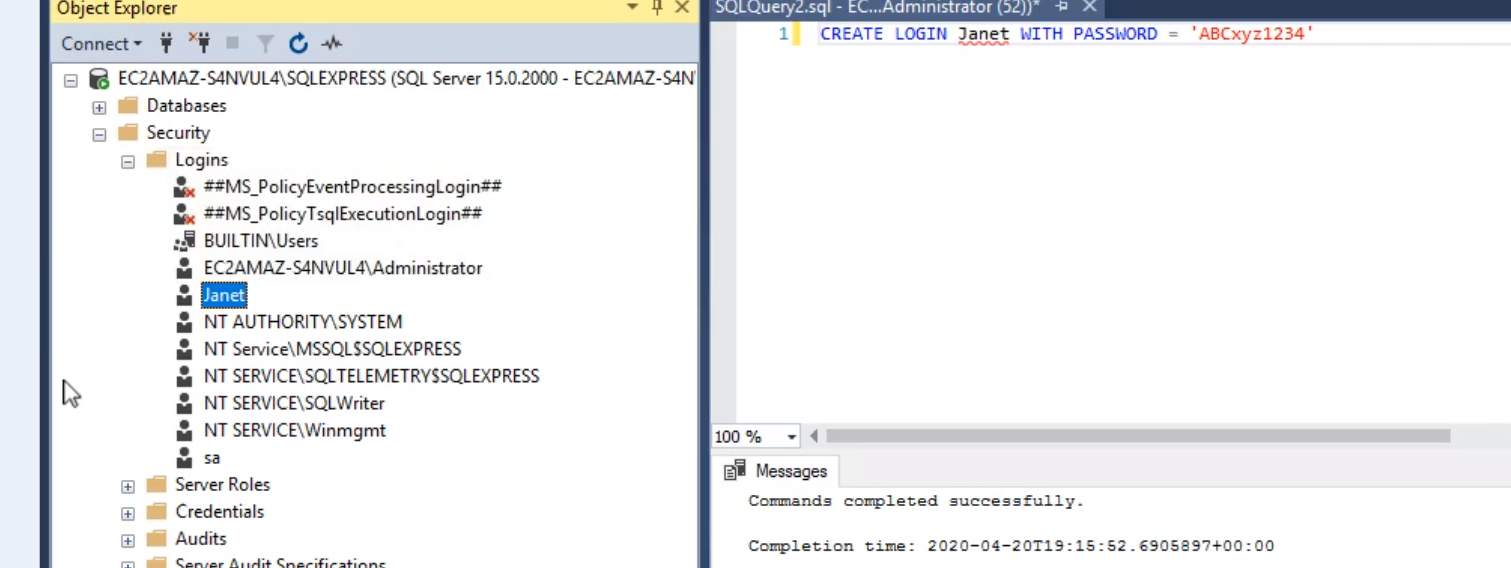 Object Explorer
Connect
EC2AMAZ-S4NVUL4\SQLEXPRESS (SQL Server 15.0.2000 - EC2AMAZ-S4N
Databases
Security
Logins
##MS_PolicyEventProcessingLogin##
##MS_PolicyTsqlExecutionLogin##
BUILTIN\Users
EC2AMAZ-S4NVUL4\Administrator
Janet
NT AUTHORITY\SYSTEM
NT Service\MSSQL$SQLEXPRESS
NT SERVICE\SQLTELEMETRY$SQLEXPRESS
NT SERVICE\SQLWriter
NT SERVICE\Winmgmt
sa
Server Roles
Credentials
Audits
Server Audit Specifications
SQLQuery2.sql - EC...Administrator (52))*
1 CREATE LOGIN Janet WITH PASSWORD = 'ABCxyz1234'
100 %
Messages
Commands completed successfully.
Completion time: 2020-04-20T19:15:52.6905897+00:00